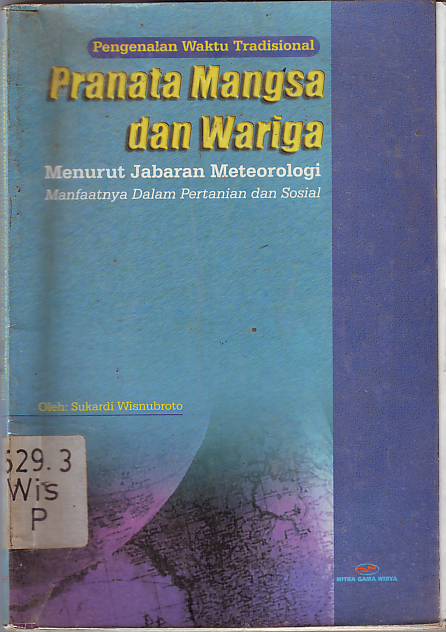 Pengenalan Waktu Tradisional
Pranata Mangsa
dan Wariga
Menurut Jabaran Meteorologi
Manfaatnya Dalam Pertanian dan Sosial
Oleh: Sukardi Wisnubroto
529.3
Wis
P
MITRA GAMA WIDYA